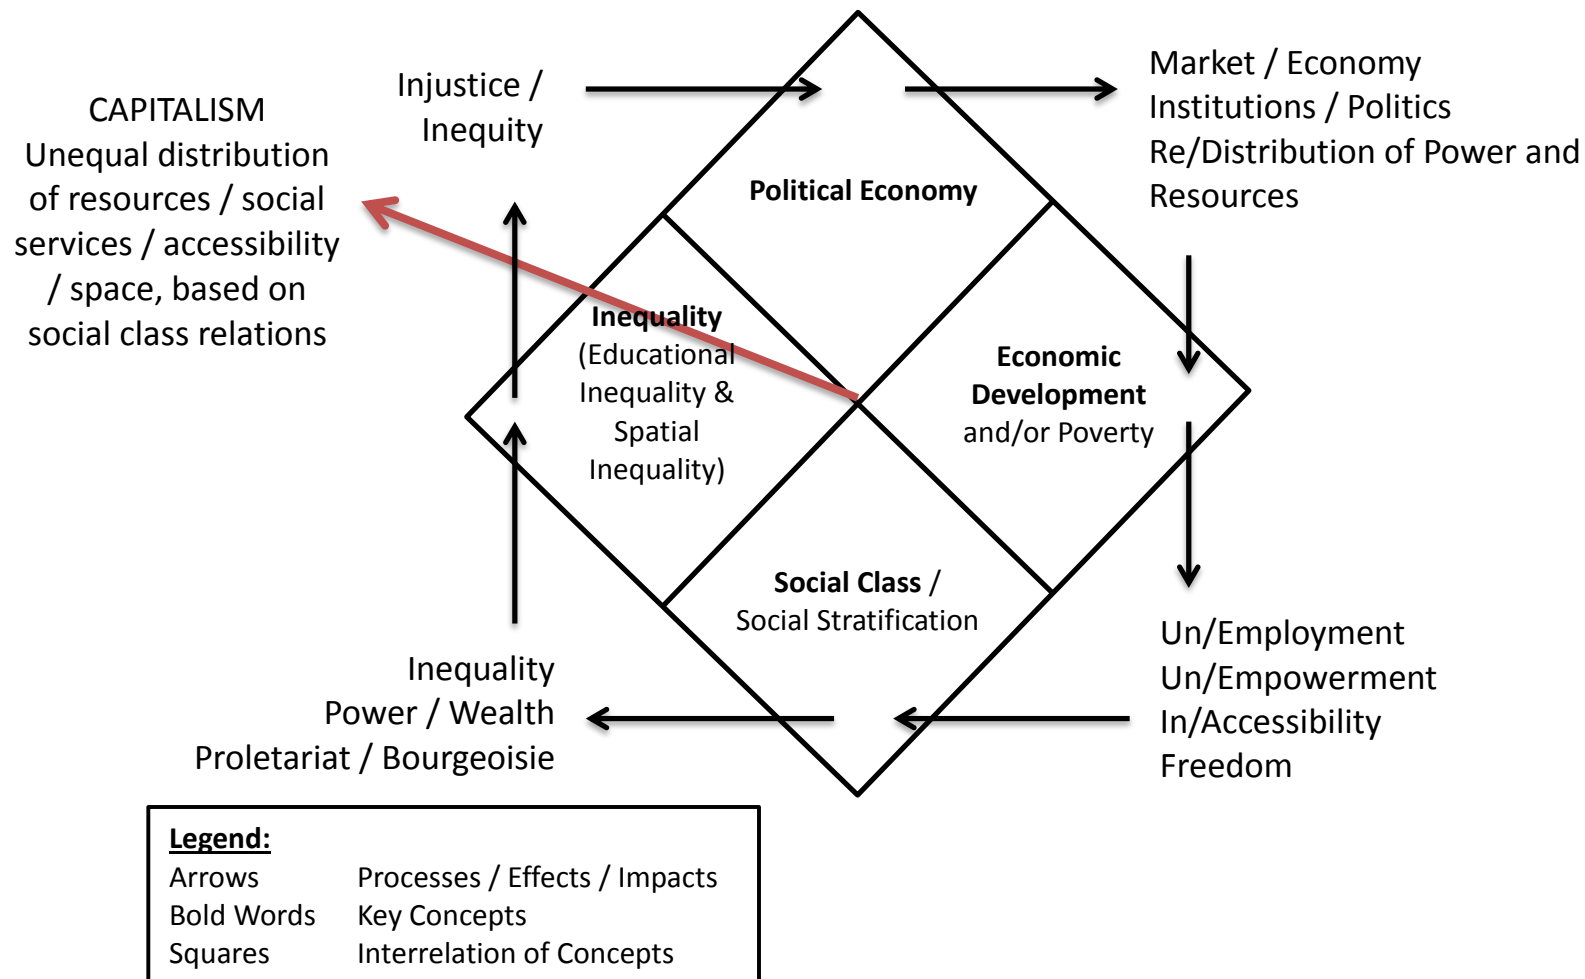 CAPITALISM
Unequal distribution
of resources / social
services / accessibility
/ space, based on
social class relations
Injustice /
Inequity
Market / Economy
Institutions / Politics
Re/Distribution of Power and
Resources
Political Economy
Inequality
(Educational
Inequality &
Spatial
Inequality)
Economic
Development
and/or Poverty
Social Class /
Social Stratification
Inequality
Power / Wealth
Proletariat / Bourgeoisie
Un/Employment
Un/Empowerment
In/Accessibility
Freedom
Legend:
Arrows Processes / Effects / Impacts
Bold Words Key Concepts
Squares Interrelation of Concepts